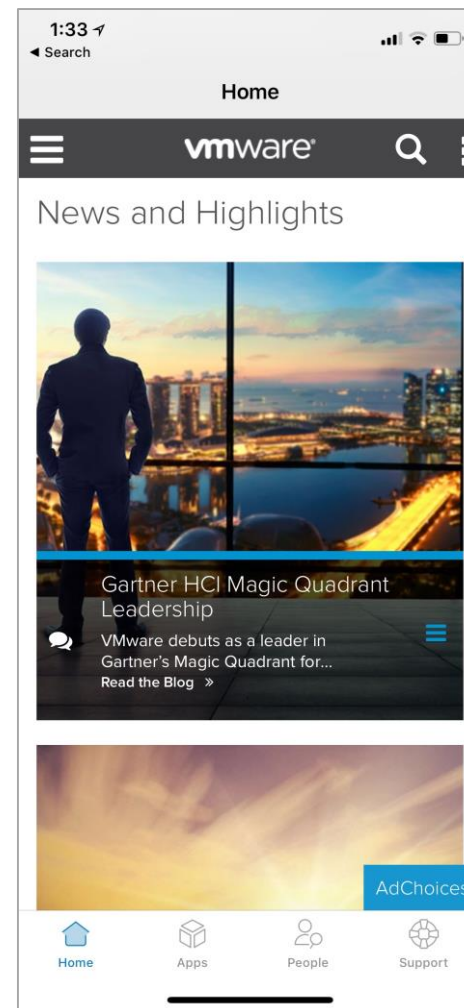 1:33
Search
Home
vmware®
News and Highlights
Gartner HCI Magic Quadrant
Leadership
VMware debuts as a leader in
Gartner's Magic Quadrant for...
Read the Blog »
AdChoices
Home
Apps
People
Support